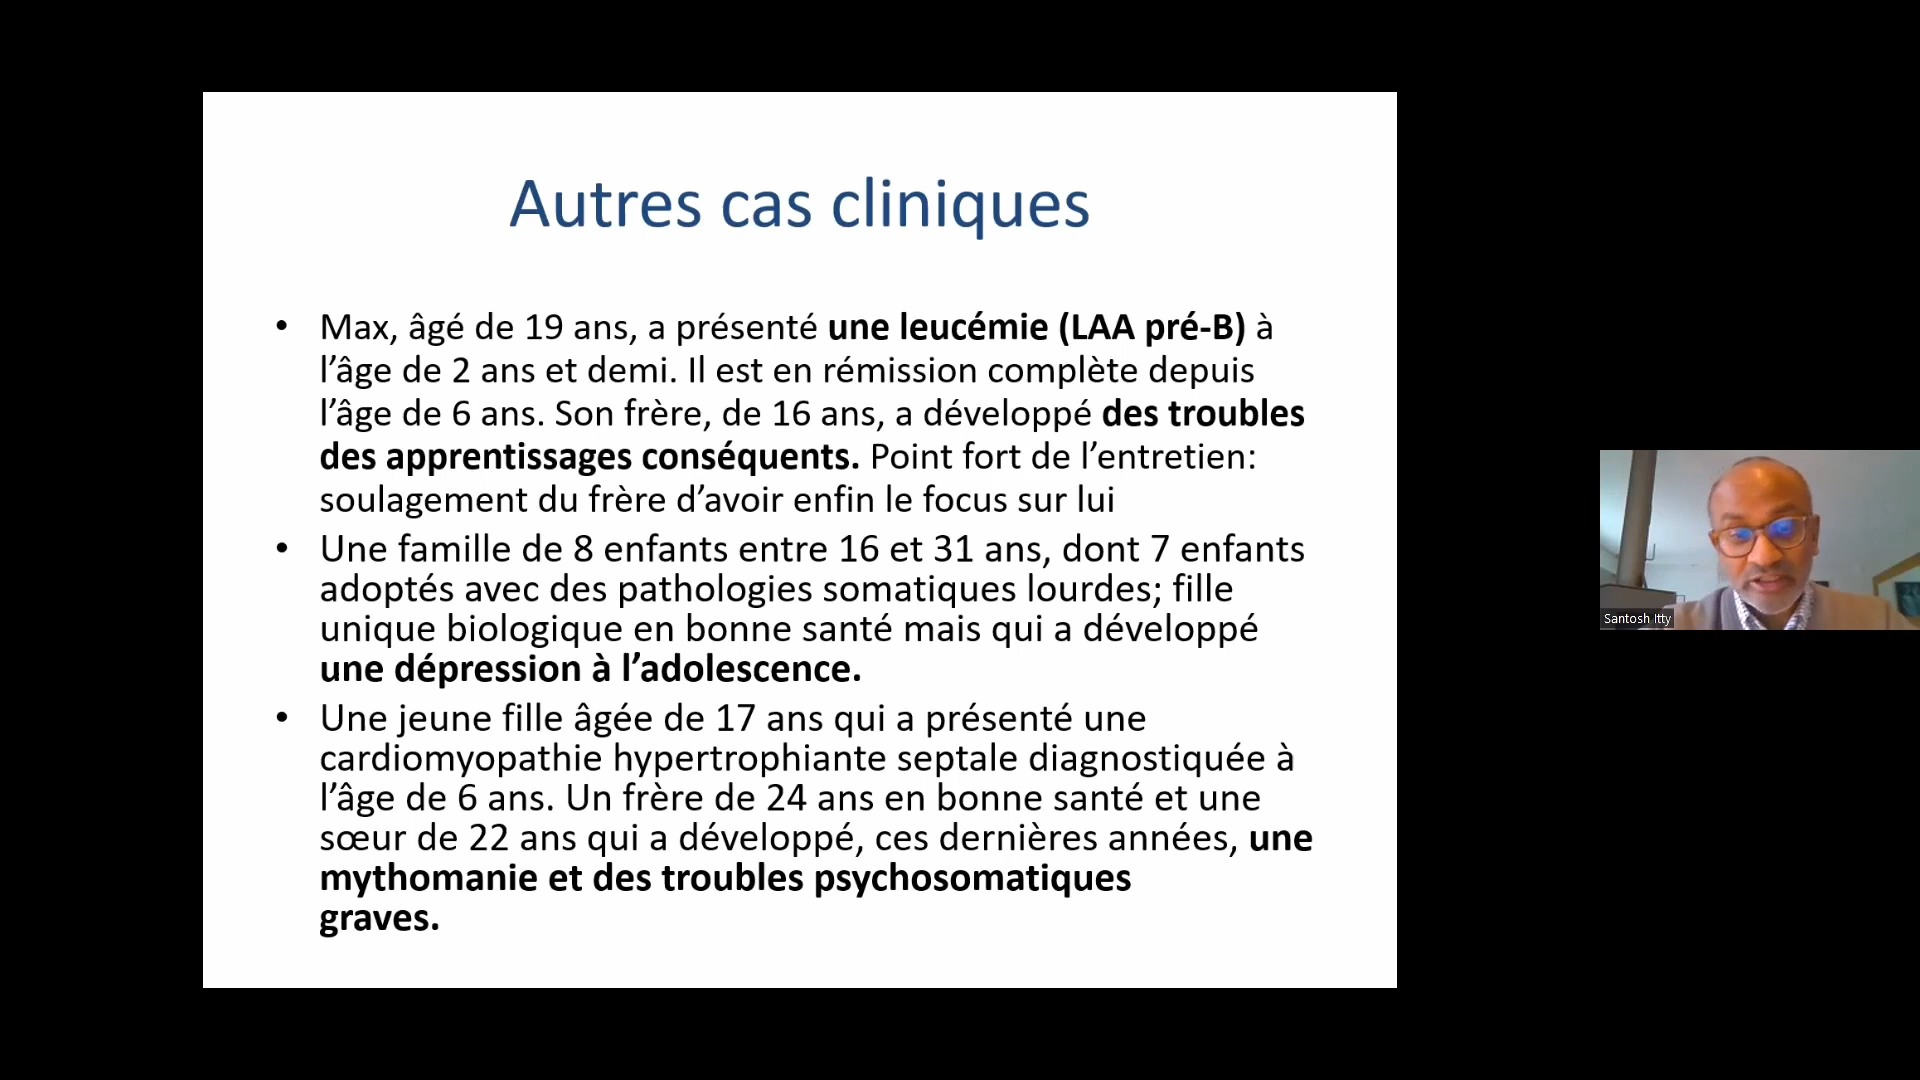 Autres cas cliniques
• Max, âgé de 19 ans, a présenté une leucémie (LAA pré-B) à
l’âge de 2 ans et demi. Il est en rémission complète depuis
l’âge de 6 ans. Son frère, de 16 ans, a développé des troubles
des apprentissages conséquents. Point fort de l’entretien:
soulagement du frère d’avoir enfin le focus sur lui
• Une famille de 8 enfants entre 16 et 31 ans, dont 7 enfants
adoptés avec des pathologies somatiques lourdes; fille
unique biologique en bonne santé mais qui a développé
une dépression à l’adolescence.
• Une jeune fille âgée de 17 ans qui a présenté une
cardiomyopathie hypertrophiante septale diagnostiquée à
l’âge de 6 ans. Un frère de 24 ans en bonne santé et une
sœur de 22 ans qui a développé, ces dernières années, une
mythomanie et des troubles psychosomatiques
graves.
Santosh Itty